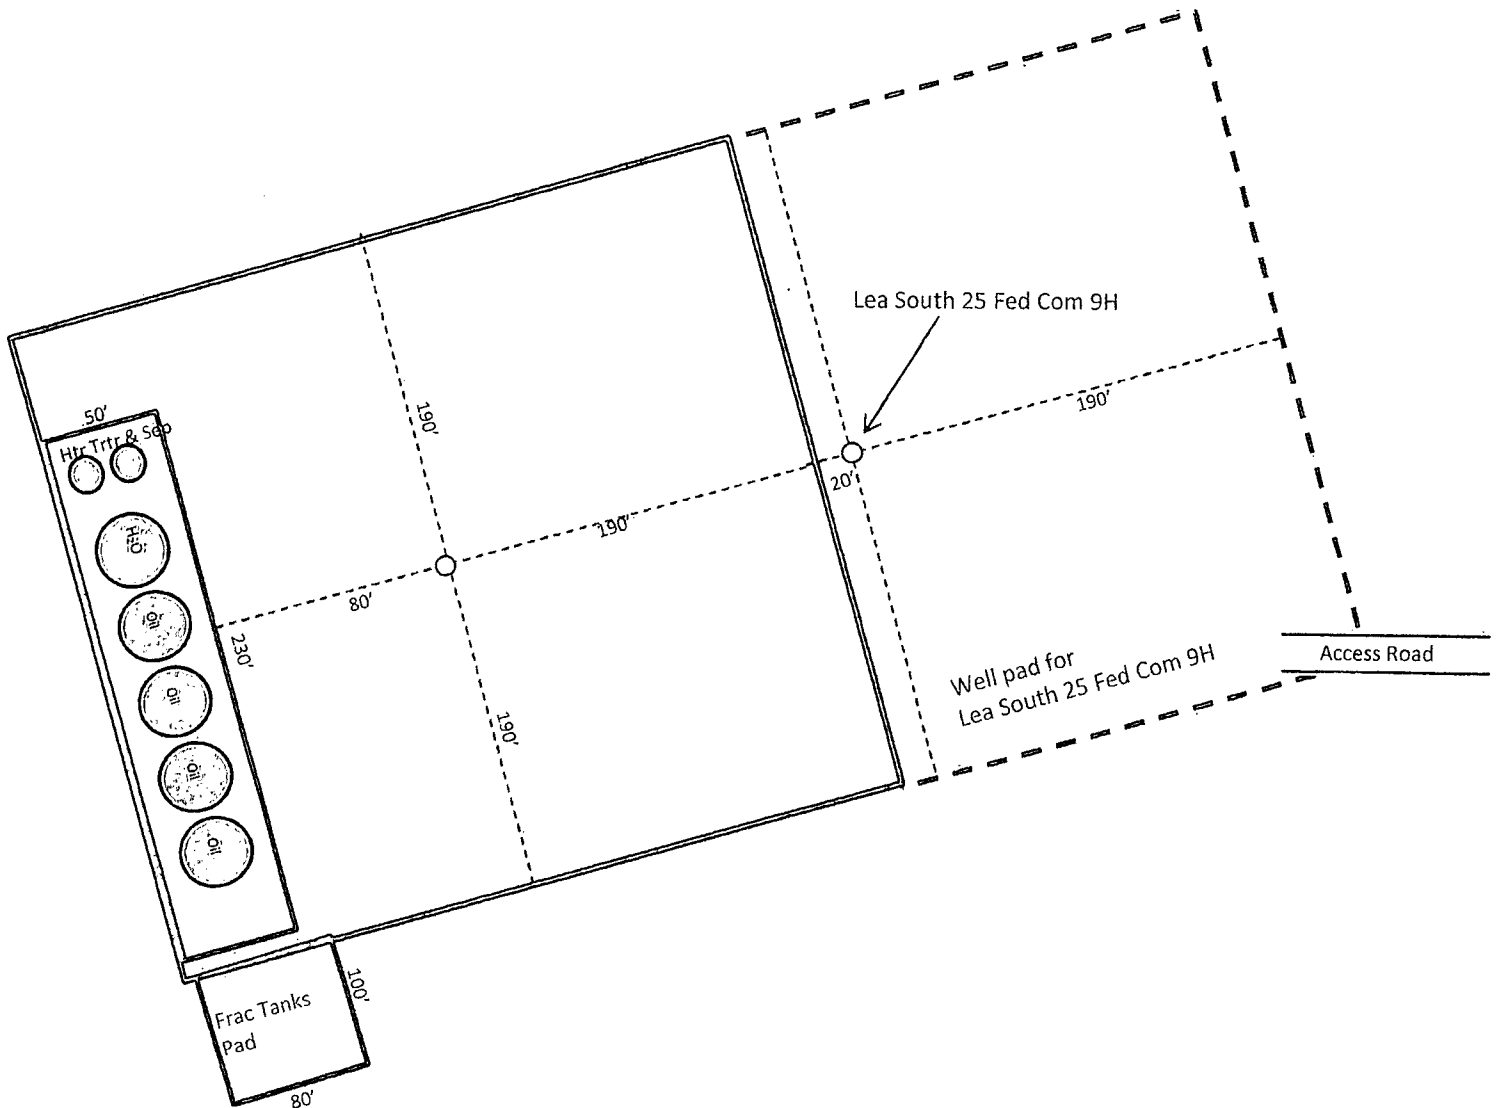 Lea South 25 Fed Com 9H
190'
190'
50'
Htr Trtr & Sep
20'
190'
H2O
80'
Oil
230'
Access Road
Well pad for
Lea South 25 Fed Com 9H
Oil
190'
Oil
Oil
100'
Frac Tanks
Pad
80'